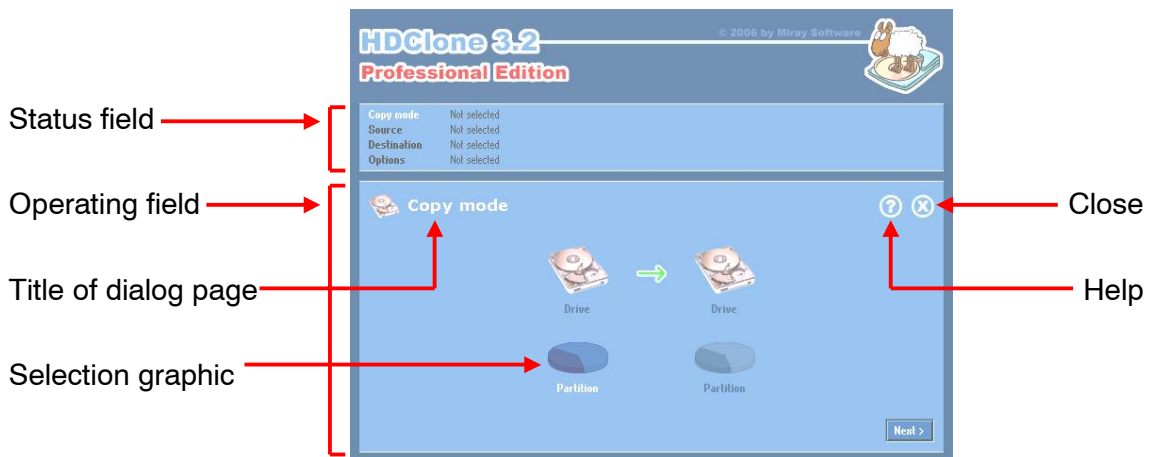 HDClone 3.2
© 2006 by Miray Software
Professional Edition
Status field
Copy mode Not selected
Source Not selected
Destination Not selected
Options Not selected
Operating field
Copy mode
? X
Close
Title of dialog page
Drive Drive
Help
Selection graphic
Partition Partition
Next >